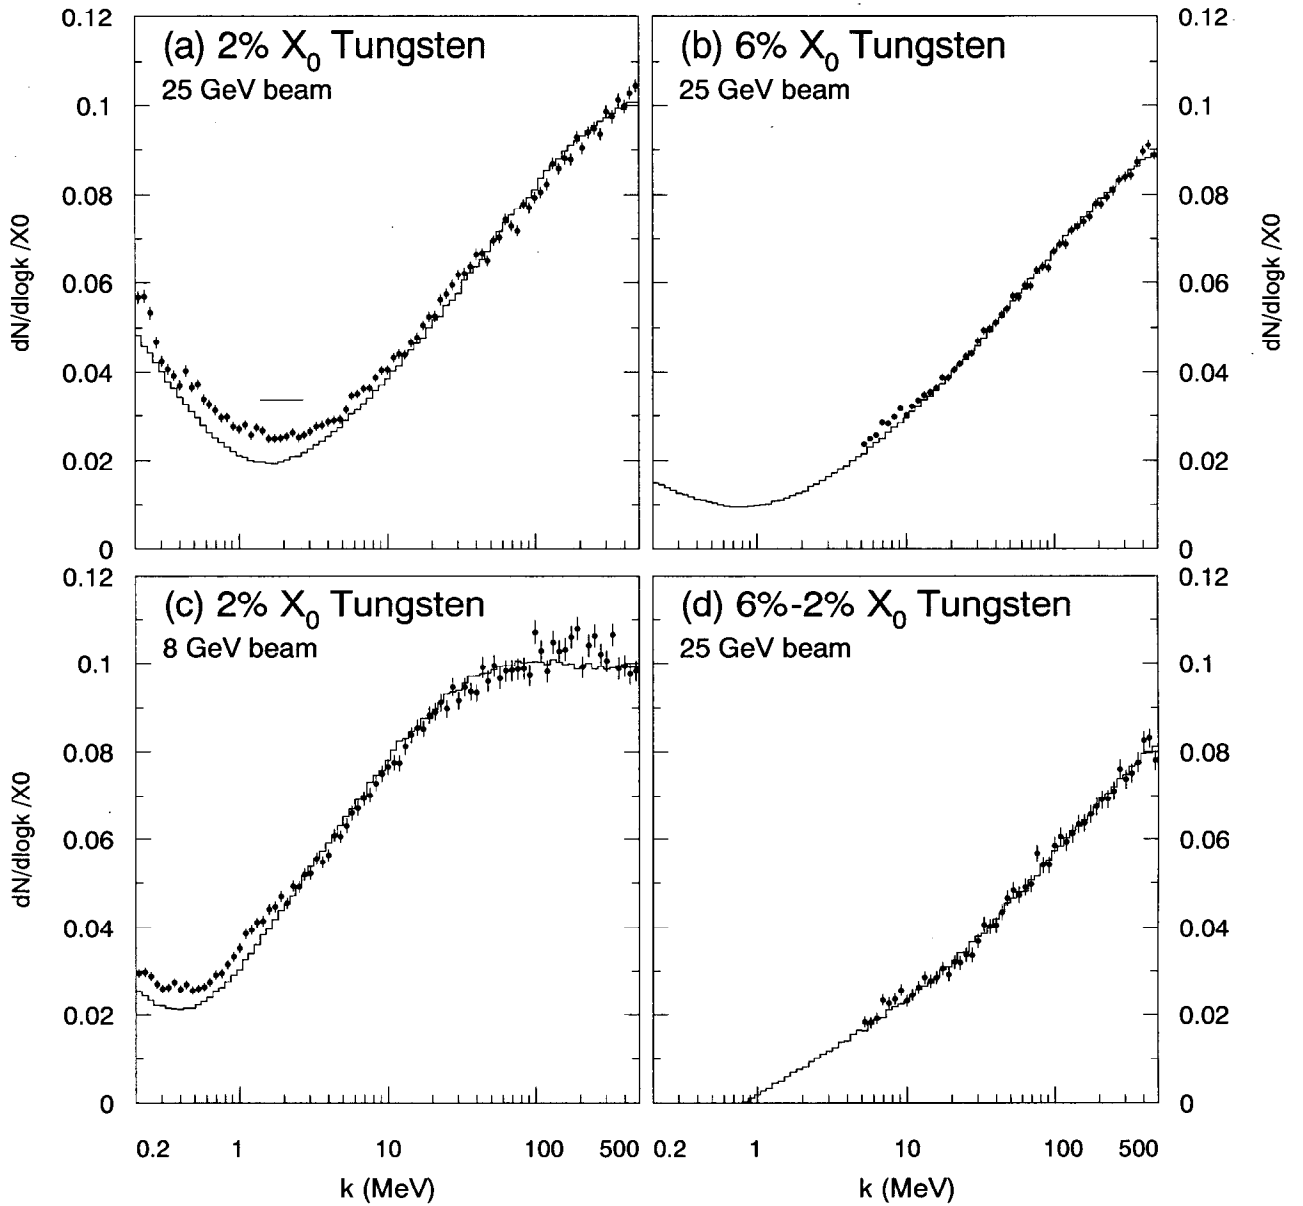 (a) 2% X0 Tungsten
25 GeV beam
(b) 6% X0 Tungsten
25 GeV beam
0.12
0.1
0.08
0.06
0.04
0.02
0
dN/dlogk /X0
0.12
0.1
0.08
0.06
0.04
0.02
0
dN/dlogk /X0
(c) 2% X0 Tungsten
8 GeV beam
(d) 6%-2% X0 Tungsten
25 GeV beam
0.12
0.1
0.08
0.06
0.04
0.02
0
dN/dlogk /X0
0.12
0.1
0.08
0.06
0.04
0.02
0
0.2 1 10 100 500
k (MeV)
0.2 1 10 100 500
k (MeV)